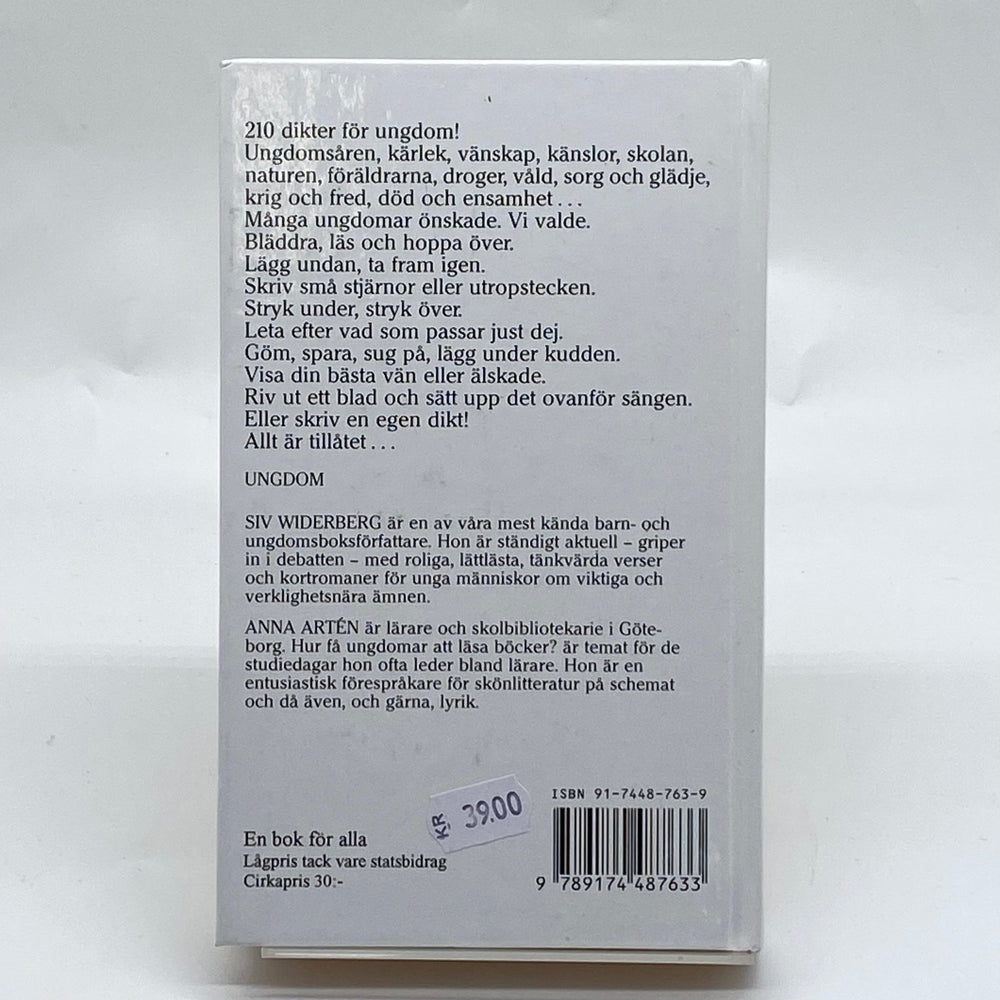 210 dikter för ungdom!
Ungdomsåren, kärlek, vänskap, känslor, skolan,
naturen, föräldrarna, droger, våld, sorg och glädje,
krig och fred, död och ensamhet...
Många ungdomar önskade. Vi valde.
Bläddra, läs och hoppa över.
Lägg undan, ta fram igen.
Skriv små stjärnor eller utropstecken.
Stryk under, stryk över.
Leta efter vad som passar just dej.
Göm, spara, sug på, lägg under kudden.
Visa din bästa vän eller älskade.
Riv ut ett blad och sätt upp det ovanför sängen.
Eller skriv en egen dikt!
Allt är tillåtet...
UNGDOM
SIV WIDERBERG är en av våra mest kända barn- och
ungdomsboksförfattare. Hon är ständigt aktuell – griper
in i debatten – med roliga, lättlästa, tänkvärda verser
och kortromaner för unga människor om viktiga och
verklighetsnära ämnen.
ANNA ARTÉN är lärare och skolbibliotekarie i Göte-
borg. Hur få ungdomar att läsa böcker? är temat för de
studiedagar hon ofta leder bland lärare. Hon är en
entusiastisk förespråkare för skönlitteratur på schemat
och då även, och gärna, lyrik.
KR 39.00
ISBN 91-7448-763-9
En bok för alla
Lågpris tack vare statsbidrag
Cirkapris 30:-
9 789174 487633